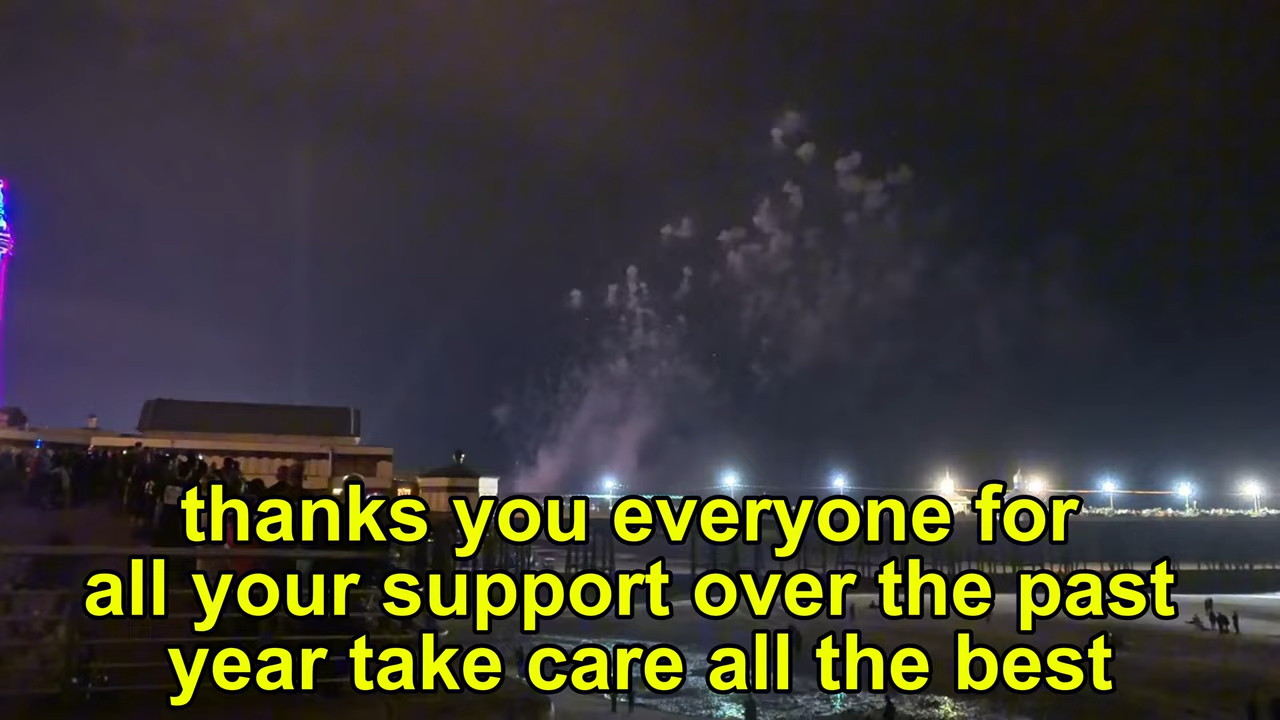 thanks you everyone for
all your support over the past
year take care all the best